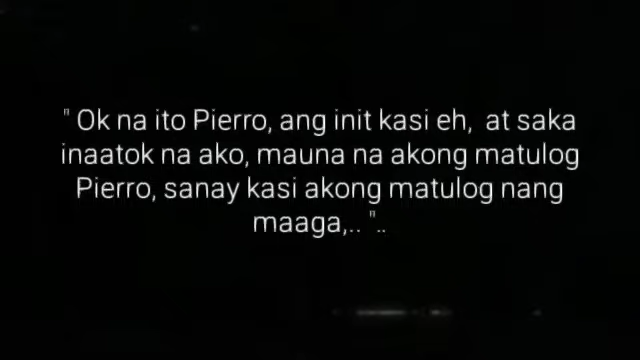 " Ok na ito Pierro, ang init kasi eh,  at saka
inaatok na ako, mauna na akong matulog
Pierro, sanay kasi akong matulog nang
maaga,.. "..